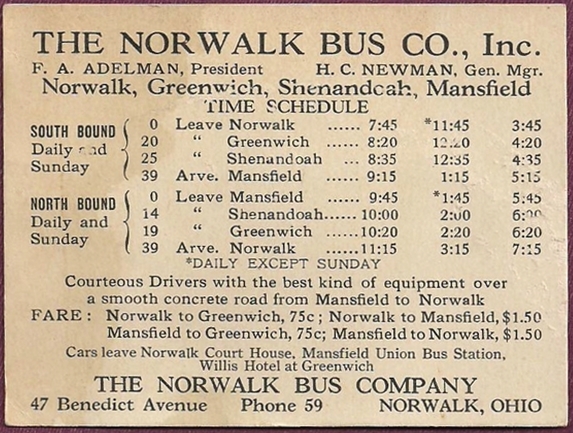 THE NORWALK BUS CO., Inc.
F. A. ADELMAN, President H. C. NEWMAN, Gen. Mgr.
Norwalk, Greenwich, Shenandoah, Mansfield
TIME SCHEDULE
SOUTH BOUND Daily and Sunday
0 Leave Norwalk ...... 7:45 *11:45 3:45
20 “ Greenwich ...... 8:20 12:20 4:20
25 “ Shenandoah ... 8:35 12:35 4:35
39 Arve. Mansfield ...... 9:15 1:15 5:15
NORTH BOUND Daily and Sunday
0 Leave Mansfield ...... 9:45 *1:45 5:45
14 “ Shenandoah...... 10:00 2:00
19 “ Greenwich ...... 10:20 2:20 6:20
39 Arve. Norwalk ......11:15 3:15 7:15
*DAILY EXCEPT SUNDAY
Courteous Drivers with the best kind of equipment over
a smooth concrete road from Mansfield to Norwalk
FARE: Norwalk to Greenwich, 75c; Norwalk to Mansfield, $1.50
Mansfield to Greenwich, 75c; Mansfield to Norwalk, $1.50
Cars leave Norwalk Court House, Mansfield Union Bus Station,
Willis Hotel at Greenwich
THE NORWALK BUS COMPANY
47 Benedict Avenue Phone 59 NORWALK, OHIO